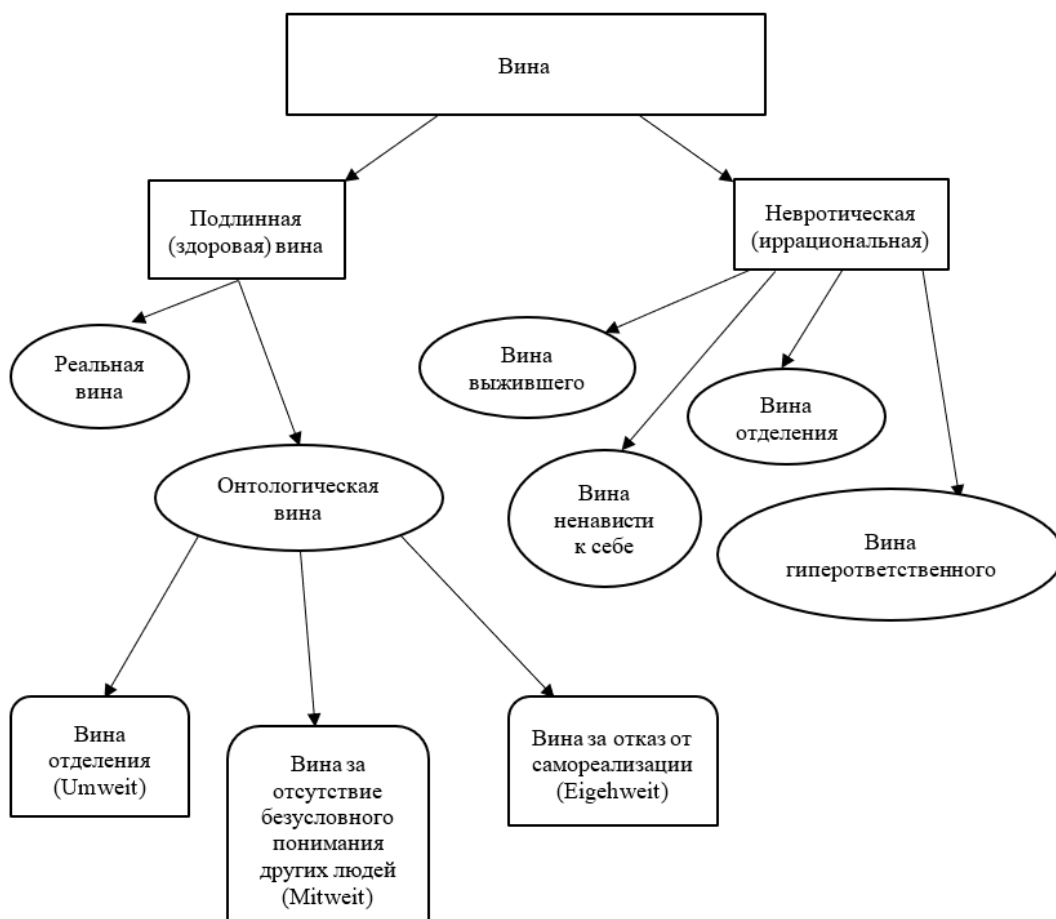 Вина
Подлинная
(здоровая) вина
Невротическая
(иррациональная)
Реальная
вина
Вина
выжившего
Вина
отделения
Онтологическая
вина
Вина
ненависти
к себе
Вина
гиперответственного
Вина
отделения
(Umweit)
Вина за
отсутствие
безусловного
понимания
других людей
(Mitweit)
Вина за отказ от
самореализации
(Eigehweit)